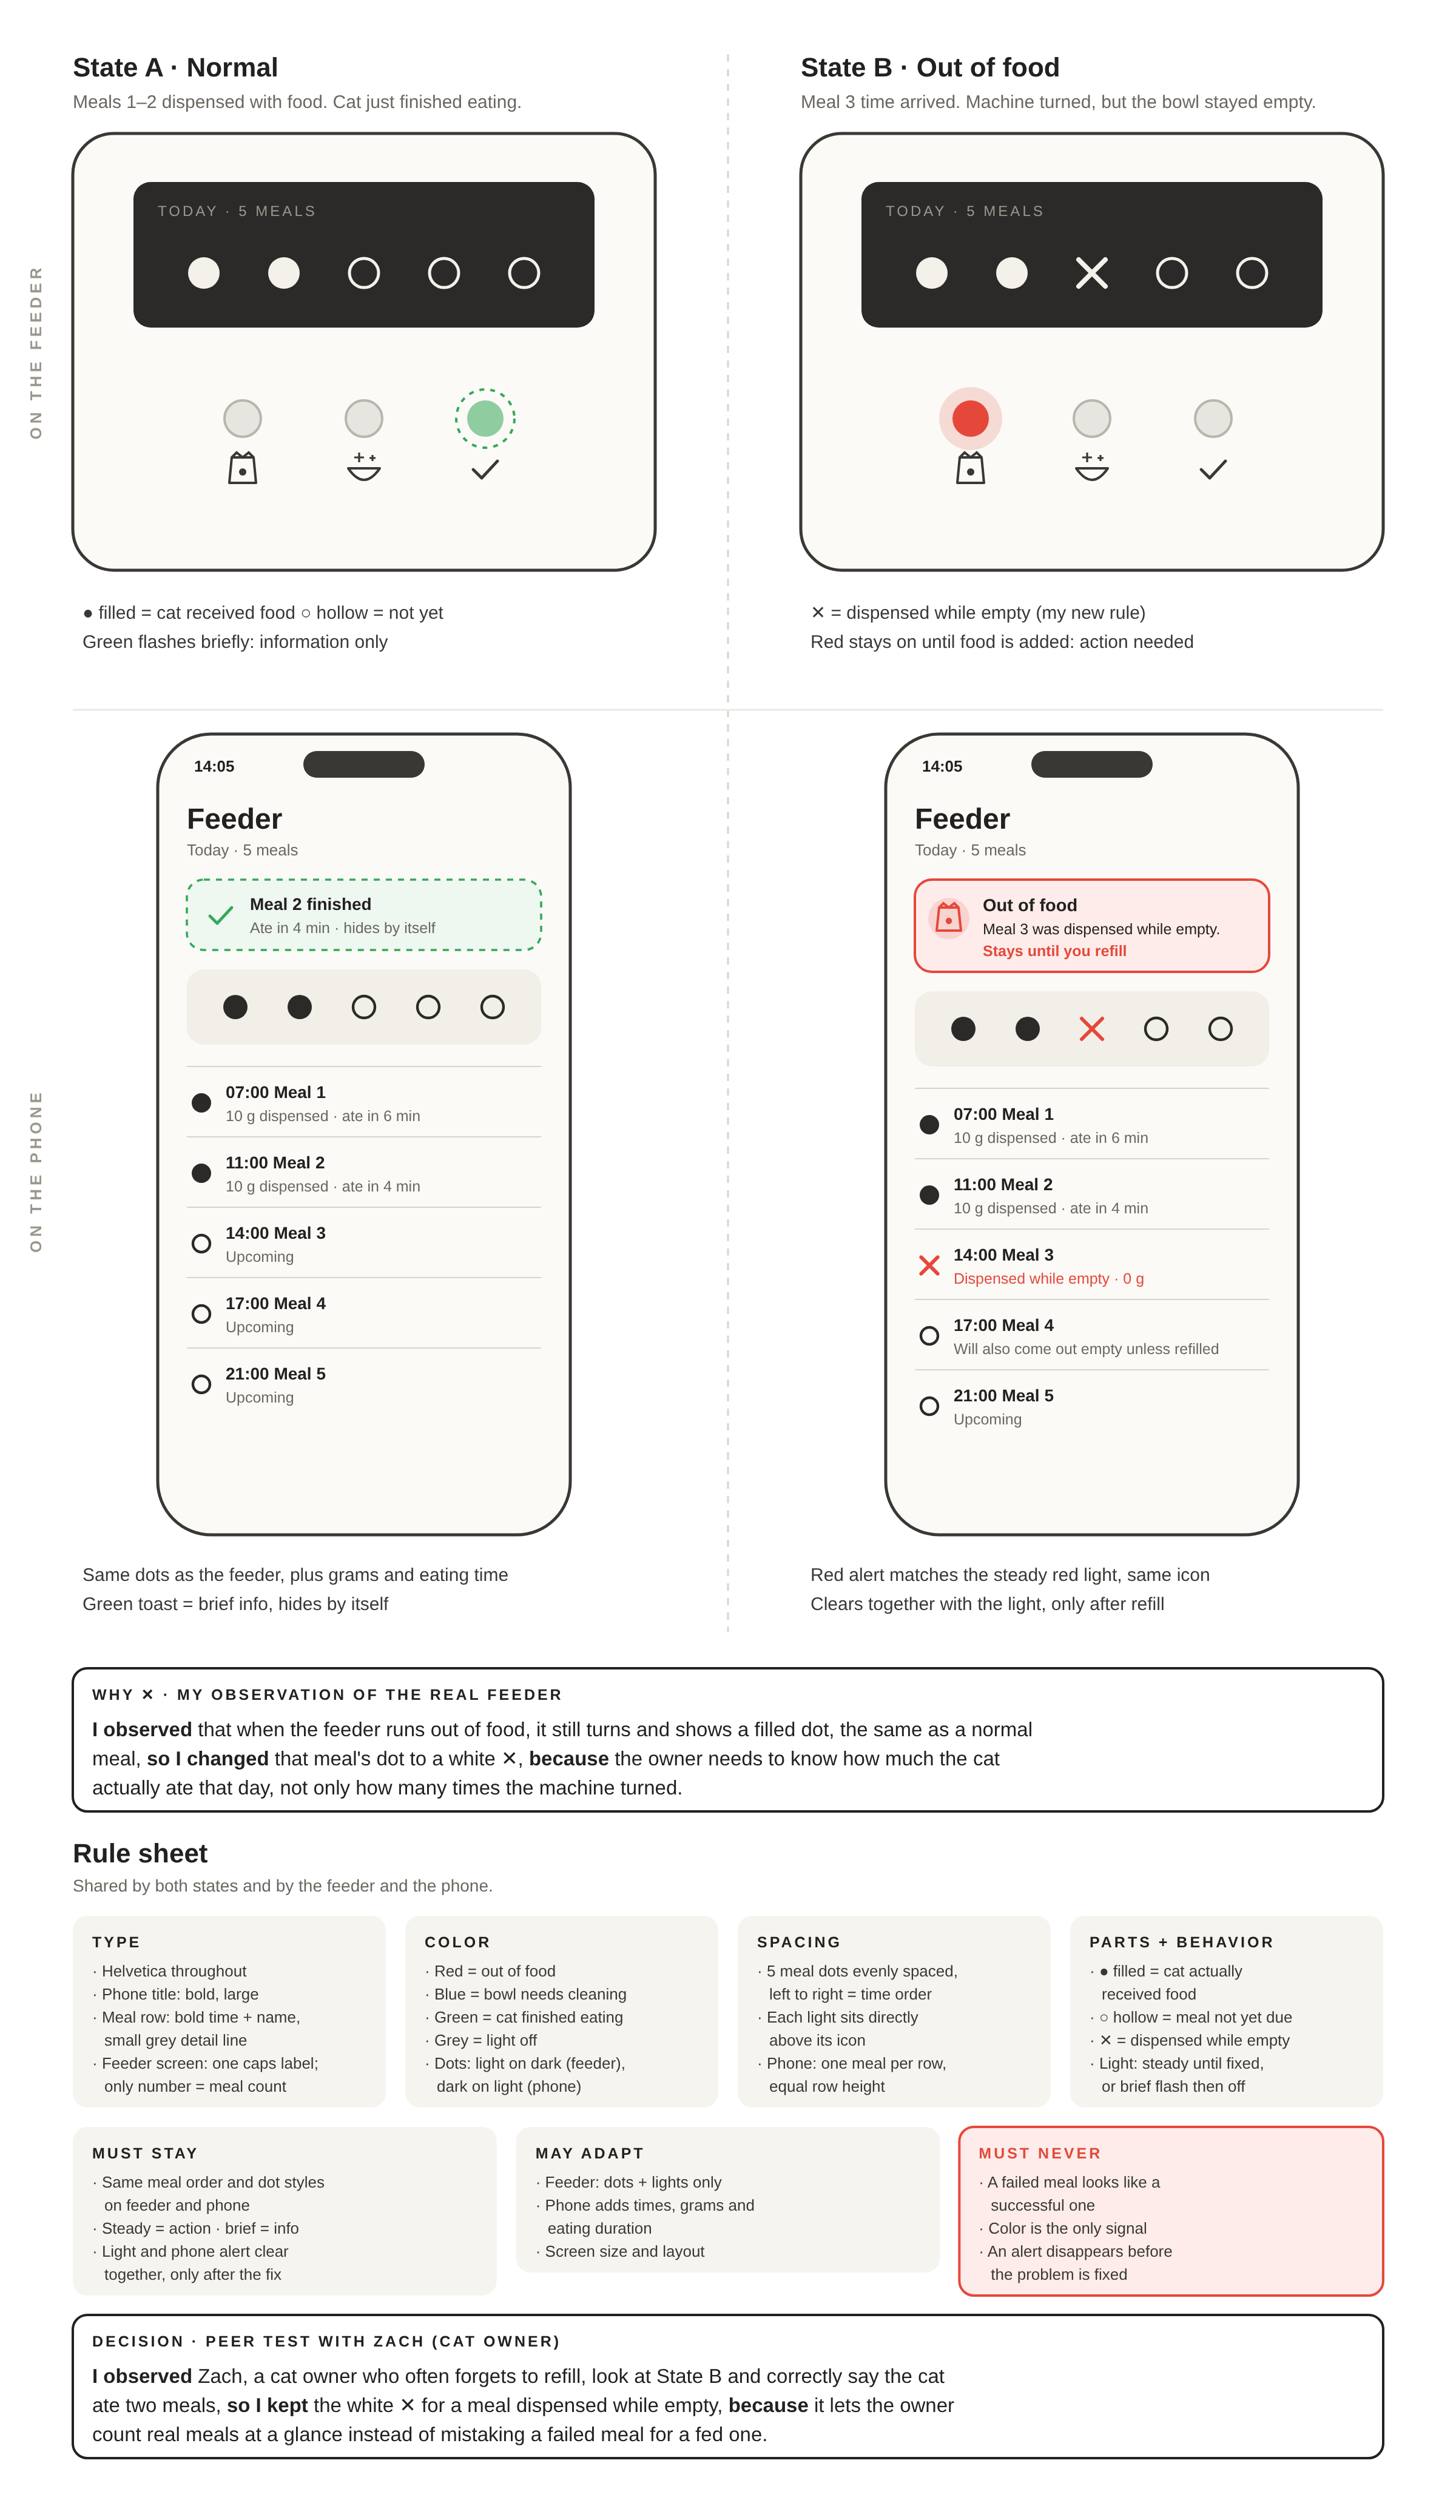 State A · Normal
Meals 1–2 dispensed with food. Cat just finished eating.
State B · Out of food
Meal 3 time arrived. Machine turned, but the bowl stayed empty.
ON THE FEEDER
TODAY · 5 MEALS
TODAY · 5 MEALS
● filled = cat received food ○ hollow = not yet
Green flashes briefly: information only
✕ = dispensed while empty (my new rule)
Red stays on until food is added: action needed
ON THE PHONE
14:05
Feeder
Today · 5 meals
Meal 2 finished
Ate in 4 min · hides by itself
07:00 Meal 1
10 g dispensed · ate in 6 min
11:00 Meal 2
10 g dispensed · ate in 4 min
14:00 Meal 3
Upcoming
17:00 Meal 4
Upcoming
21:00 Meal 5
Upcoming
Same dots as the feeder, plus grams and eating time
Green toast = brief info, hides by itself
14:05
Feeder
Today · 5 meals
Out of food
Meal 3 was dispensed while empty.
Stays until you refill
07:00 Meal 1
10 g dispensed · ate in 6 min
11:00 Meal 2
10 g dispensed · ate in 4 min
14:00 Meal 3
Dispensed while empty · 0 g
17:00 Meal 4
Will also come out empty unless refilled
21:00 Meal 5
Upcoming
Red alert matches the steady red light, same icon
Clears together with the light, only after refill
WHY ✕ · MY OBSERVATION OF THE REAL FEEDER
I observed that when the feeder runs out of food, it still turns and shows a filled dot, the same as a normal
meal, so I changed that meal's dot to a white ✕, because the owner needs to know how much the cat
actually ate that day, not only how many times the machine turned.
Rule sheet
Shared by both states and by the feeder and the phone.
TYPE
· Helvetica throughout
· Phone title: bold, large
· Meal row: bold time + name,
small grey detail line
· Feeder screen: one caps label;
only number = meal count
COLOR
· Red = out of food
· Blue = bowl needs cleaning
· Green = cat finished eating
· Grey = light off
· Dots: light on dark (feeder),
dark on light (phone)
SPACING
· 5 meal dots evenly spaced,
left to right = time order
· Each light sits directly
above its icon
· Phone: one meal per row,
equal row height
PARTS + BEHAVIOR
· ● filled = cat actually
received food
· ○ hollow = meal not yet due
· ✕ = dispensed while empty
· Light: steady until fixed,
or brief flash then off
MUST STAY
· Same meal order and dot styles
on feeder and phone
· Steady = action · brief = info
· Light and phone alert clear
together, only after the fix
MAY ADAPT
· Feeder: dots + lights only
· Phone adds times, grams and
eating duration
· Screen size and layout
MUST NEVER
· A failed meal looks like a
successful one
· Color is the only signal
· An alert disappears before
the problem is fixed
DECISION · PEER TEST WITH ZACH (CAT OWNER)
I observed Zach, a cat owner who often forgets to refill, look at State B and correctly say the cat
ate two meals, so I kept the white ✕ for a meal dispensed while empty, because it lets the owner
count real meals at a glance instead of mistaking a failed meal for a fed one.